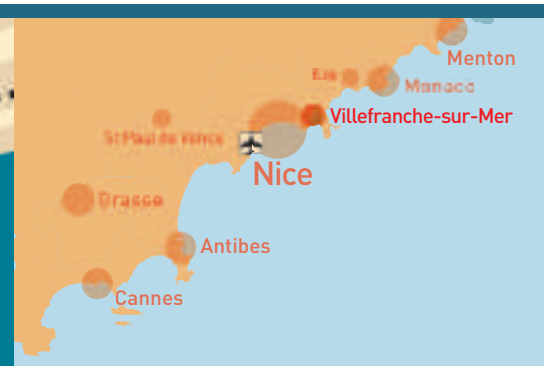 Menton
Eze
Monaco
Villefranche-sur-Mer
St Paul de Vence
Nice
Grasse
Antibes
Cannes